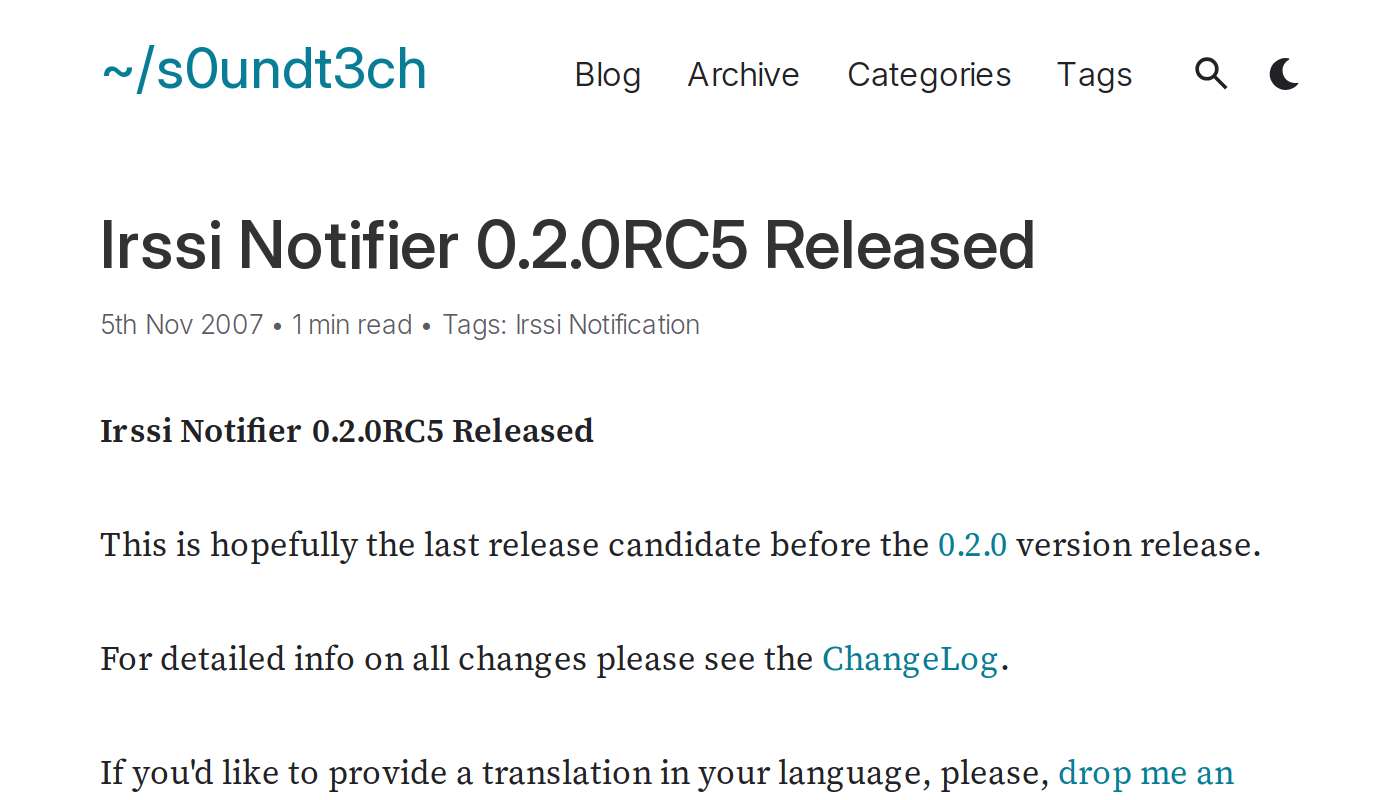 ~/s0undt3ch
Blog Archive Categories Tags
Irssi Notifier 0.2.0RC5 Released
5th Nov 2007 • 1 min read • Tags: Irssi Notification
Irssi Notifier 0.2.0RC5 Released
This is hopefully the last release candidate before the 0.2.0 version release.
For detailed info on all changes please see the ChangeLog.
If you'd like to provide a translation in your language, please, drop me an